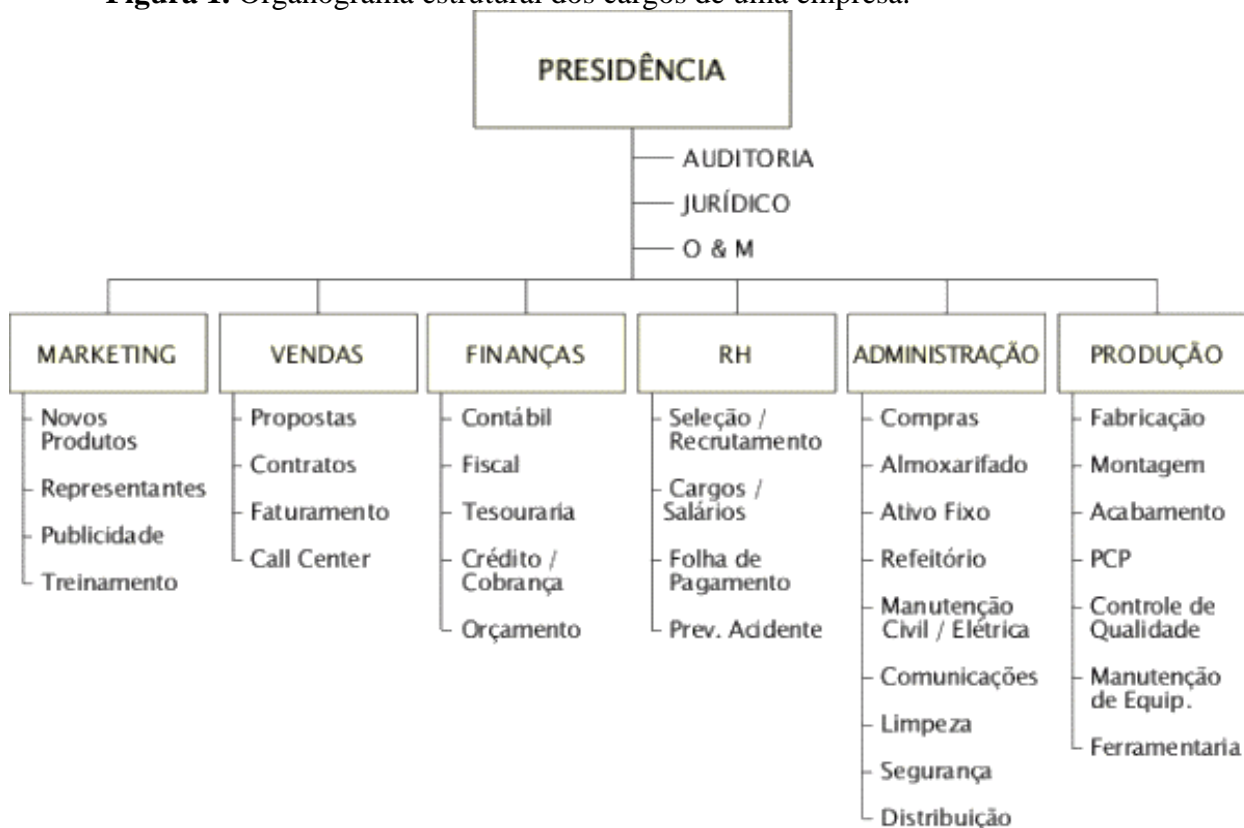 Figura 1. Organograma estrutural dos cargos de uma empresa.
PRESIDÊNCIA
AUDITORIA
JURÍDICO
O & M
MARKETING
Novos
Produtos
Representantes
Publicidade
Treinamento
VENDAS
Propostas
Contratos
Faturamento
Call Center
FINANÇAS
Contábil
Fiscal
Tesouraria
Crédito /
Cobrança
Orçamento
RH
Seleção /
Recrutamento
Cargos /
Salários
Folha de
Pagamento
Prev. Acidente
ADMINISTRAÇÃO
Compras
Almoxarifado
Ativo Fixo
Refeitório
Manutenção
Civil / Elétrica
Comunicações
Limpeza
Segurança
Distribuição
PRODUÇÃO
Fabricação
Montagem
Acabamento
PCP
Controle de
Qualidade
Manutenção
de Equip.
Ferramentaria